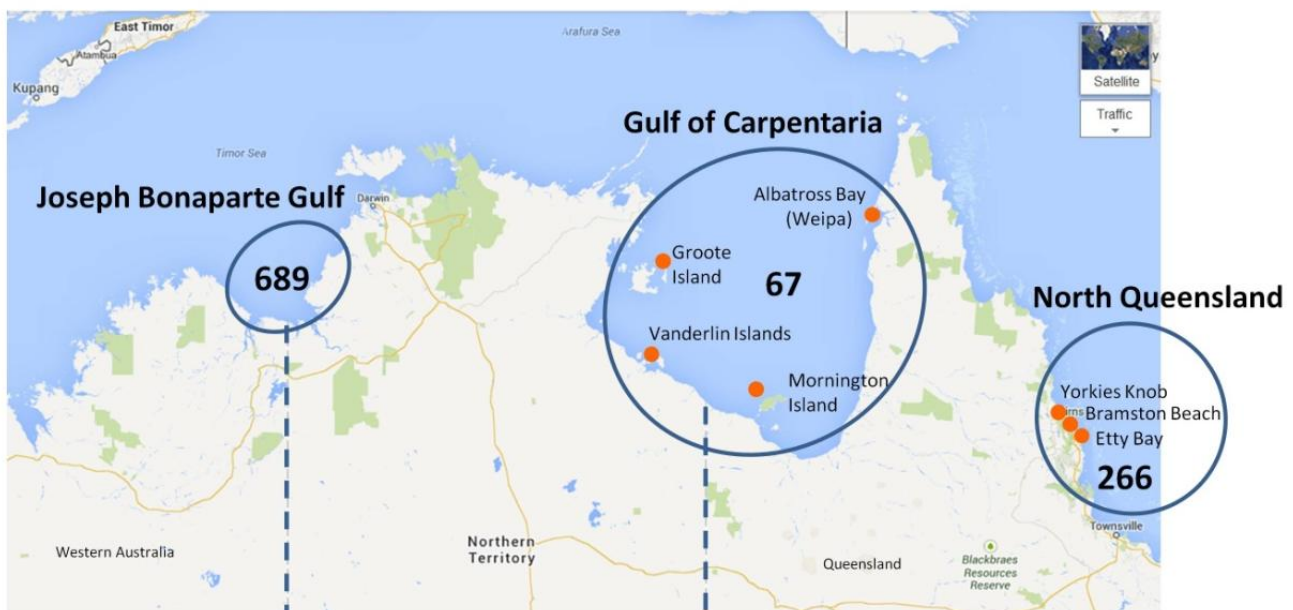 East Timor
Atambua
Kupang
Arafura Sea
Satellite
Traffic
Gulf of Carpentaria
Timor Sea
Joseph Bonaparte Gulf
Darwin
Albatross Bay
(Weipa)
Groote
Island
689
67
North Queensland
Vanderlin Islands
Mornington
Island
Yorkies Knob
irns
Bramston Beach
Etty Bay
266
Townsville
Western Australia
Northern
Territory
Queensland
Blackbraes
Resources
Reserve